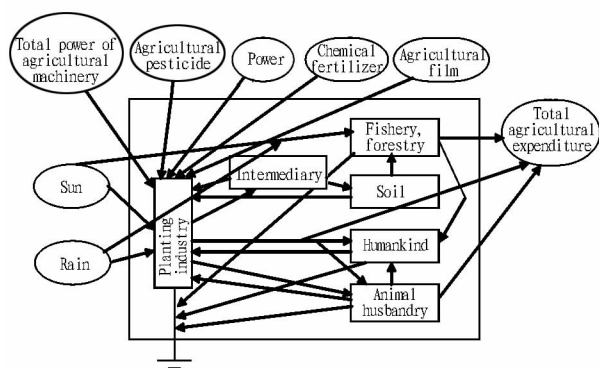 Total power of
agricultural
machinery
Agricultural
pesticide
Power
Chemical
fertilizer
Agricultural
film
Fishery,
forestry
Total
agricultural
expenditure
Sun
Intermediary
Soil
Planting
industry
Rain
Humankind
Animal
husbandry